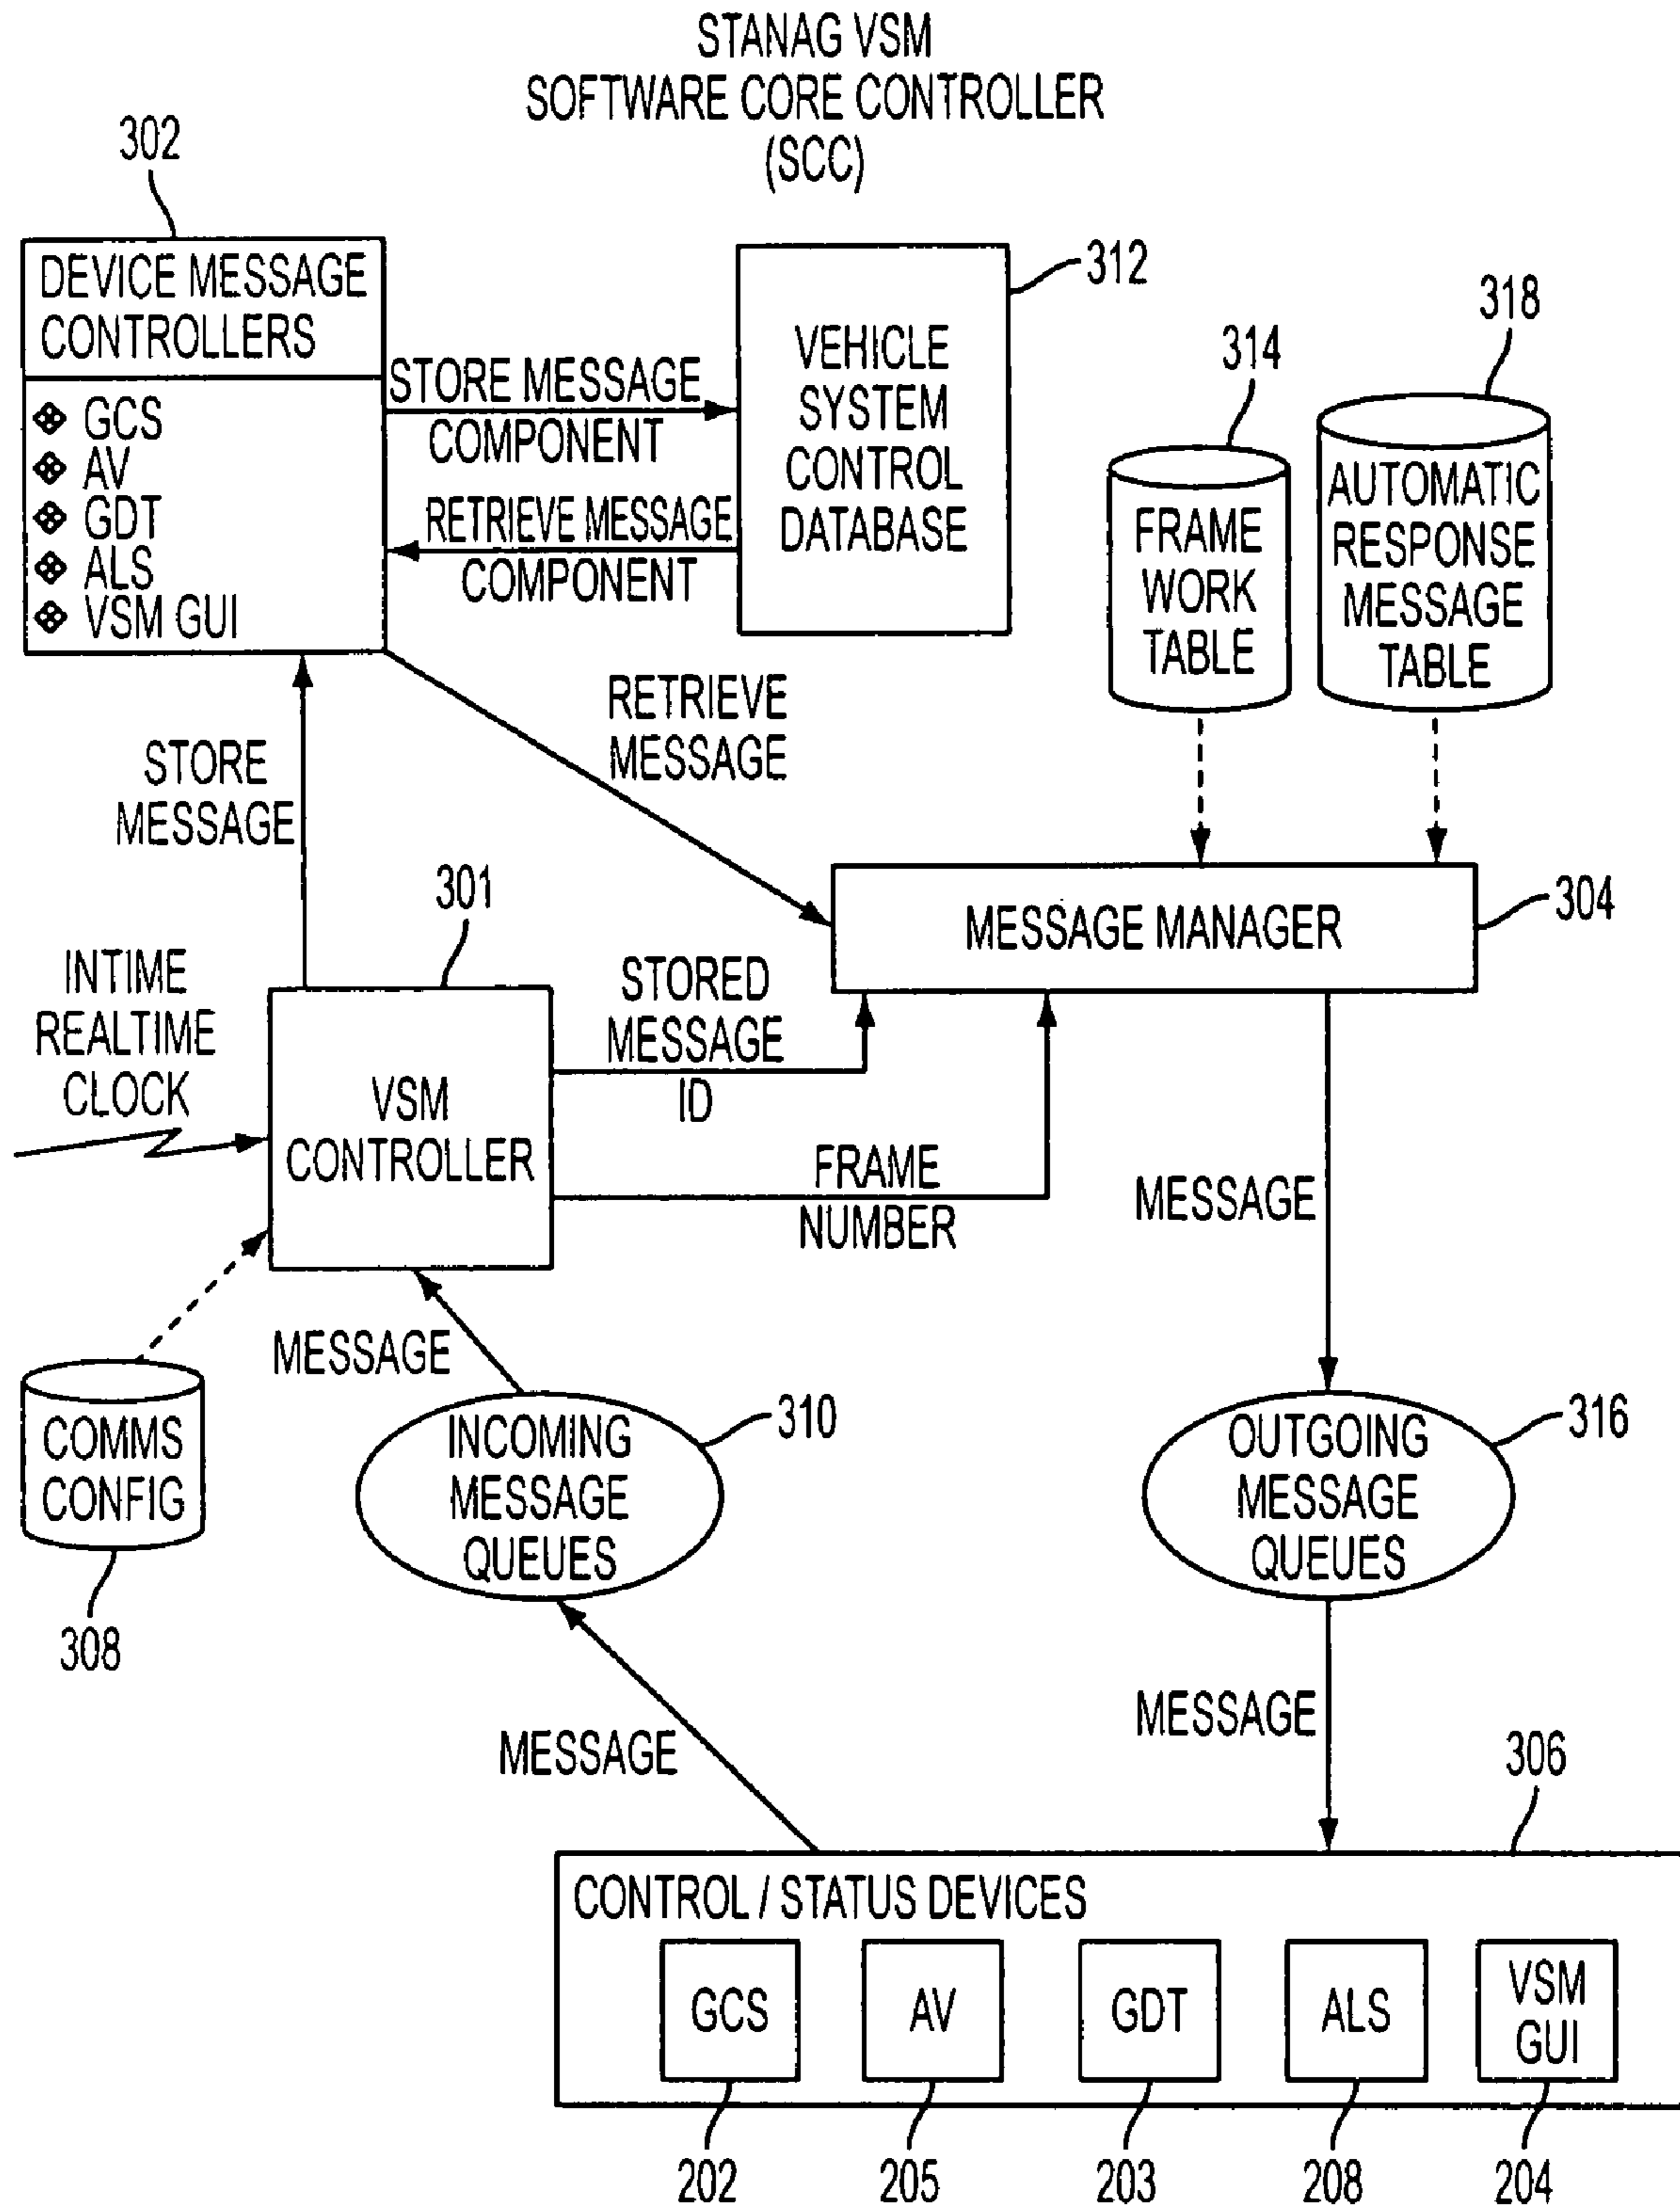 STANAG VSM
SOFTWARE CORE CONTROLLER
(SCC)
302
DEVICE MESSAGE
CONTROLLERS
GCS
AV
GDT
ALS
VSM GUI
STORE MESSAGE
COMPONENT
RETRIEVE MESSAGE
COMPONENT
312
VEHICLE
SYSTEM
CONTROL
DATABASE
314
FRAME
WORK
TABLE
318
AUTOMATIC
RESPONSE
MESSAGE
TABLE
RETRIEVE
MESSAGE
STORE
MESSAGE
301
304
MESSAGE MANAGER
INTIME
REALTIME
CLOCK
VSM
CONTROLLER
STORED
MESSAGE
ID
FRAME
NUMBER
MESSAGE
MESSAGE
COMMS
CONFIG
308
310
INCOMING
MESSAGE
QUEUES
316
OUTGOING
MESSAGE
QUEUES
MESSAGE
MESSAGE
306
CONTROL / STATUS DEVICES
GCS
AV
GDT
ALS
VSM
GUI
202
205
203
208
204